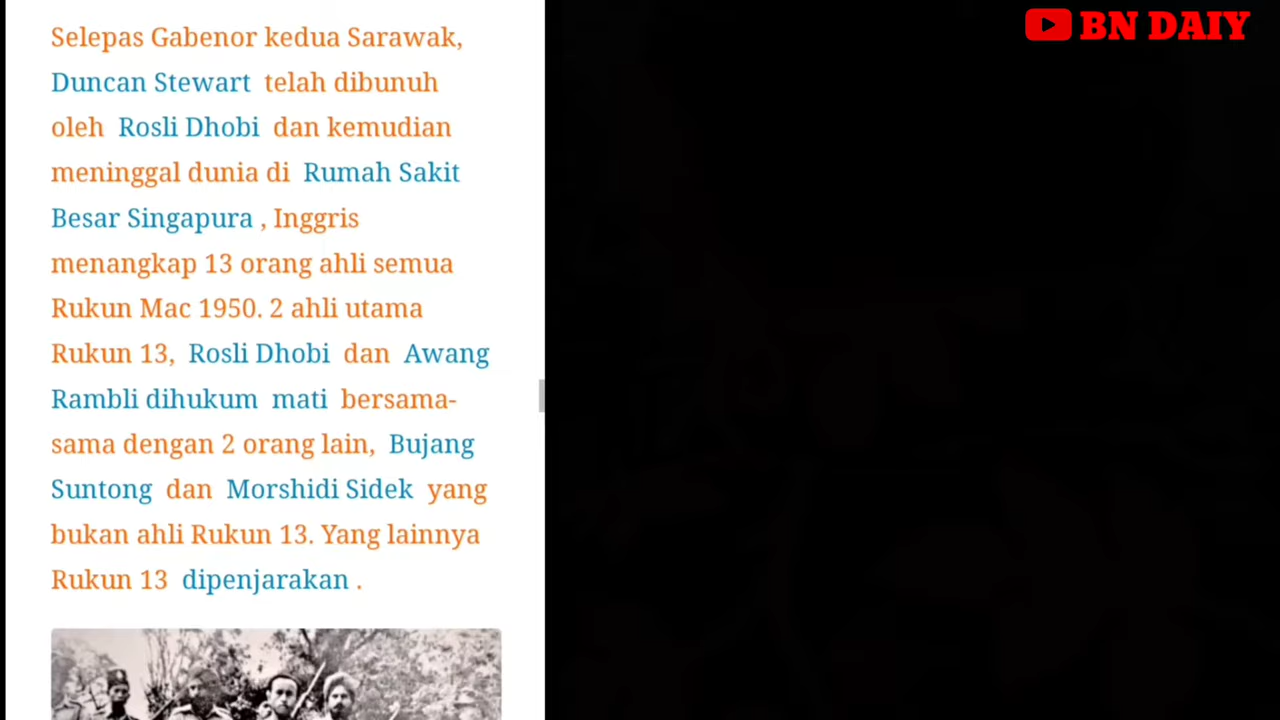 Selepas Gabenor kedua Sarawak,
Duncan Stewart telah dibunuh
oleh Rosli Dhobi dan kemudian
meninggal dunia di Rumah Sakit
Besar Singapura , Inggris
menangkap 13 orang ahli semua
Rukun Mac 1950. 2 ahli utama
Rukun 13, Rosli Dhobi dan Awang
Rambli dihukum mati bersama-
sama dengan 2 orang lain, Bujang
Suntong dan Morshidi Sidek yang
bukan ahli Rukun 13. Yang lainnya
Rukun 13 dipenjarakan .
BN DAIY